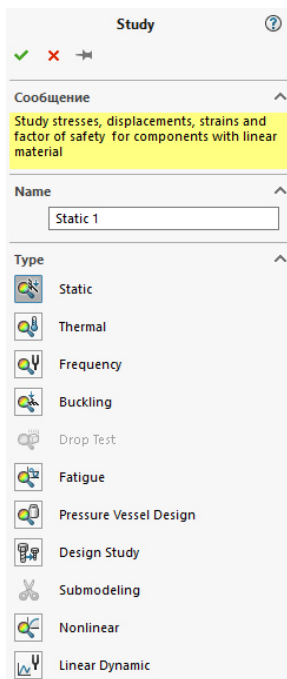 Study
Сообщение
Study stresses, displacements, strains and
factor of safety for components with linear
material
Name
Static 1
Type
Static
Thermal
Frequency
Buckling
Drop Test
Fatigue
Pressure Vessel Design
Design Study
Submodeling
Nonlinear
Linear Dynamic